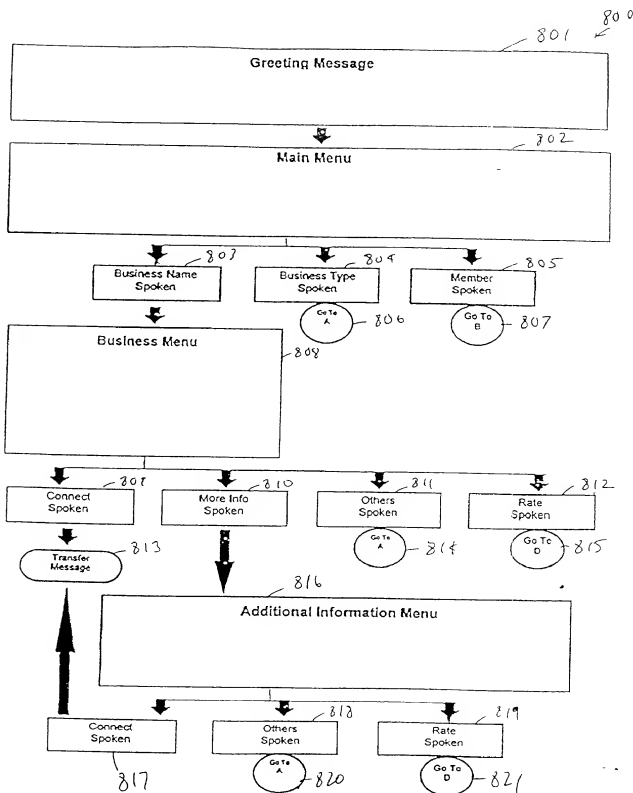 800
801
Greeting Message
802
Main Menu
803
804
805
Business Name
Spoken
Business Type
Spoken
Member
Spoken
Go To
A
806
Go To
B
807
Business Menu
808
809
810
811
812
Connect
Spoken
More Info
Spoken
Others
Spoken
Rate
Spoken
Transfer
Message
813
Go To
A
814
Go To
D
815
816
Additional Information Menu
818
819
Connect
Spoken
Others
Spoken
Rate
Spoken
817
Go To
A
820
Go To
D
821